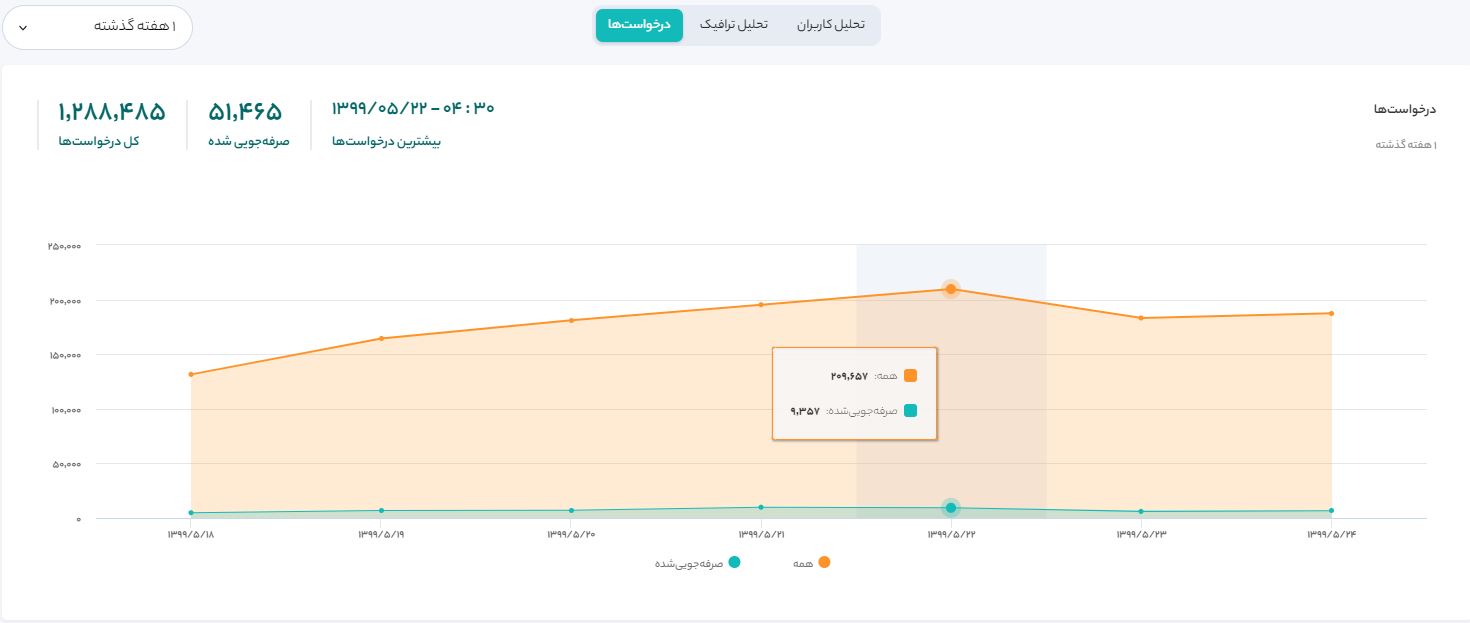 تحلیل کاربران
تحلیل ترافیک
درخواست‌ها
۱ هفته گذشته
درخواست‌ها
۱ هفته گذشته
۱۳۹۹/۰۵/۲۲ - ۰۴ : ۳۰
بیشترین درخواست‌ها
۵۱,۴۶۵
صرفه‌جویی شده
۱,۲۸۸,۴۸۵
کل درخواست‌ها
۲۵۰,۰۰۰
۲۰۰,۰۰۰
۱۵۰,۰۰۰
۱۰۰,۰۰۰
۵۰,۰۰۰
۰
همه: ۲۰۹,۶۵۷
صرفه‌جویی‌شده: ۹,۳۵۷
۱۳۹۹/۵/۱۸
۱۳۹۹/۵/۱۹
۱۳۹۹/۵/۲۰
۱۳۹۹/۵/۲۱
۱۳۹۹/۵/۲۲
۱۳۹۹/۵/۲۳
۱۳۹۹/۵/۲۴
همه
صرفه‌جویی‌شده